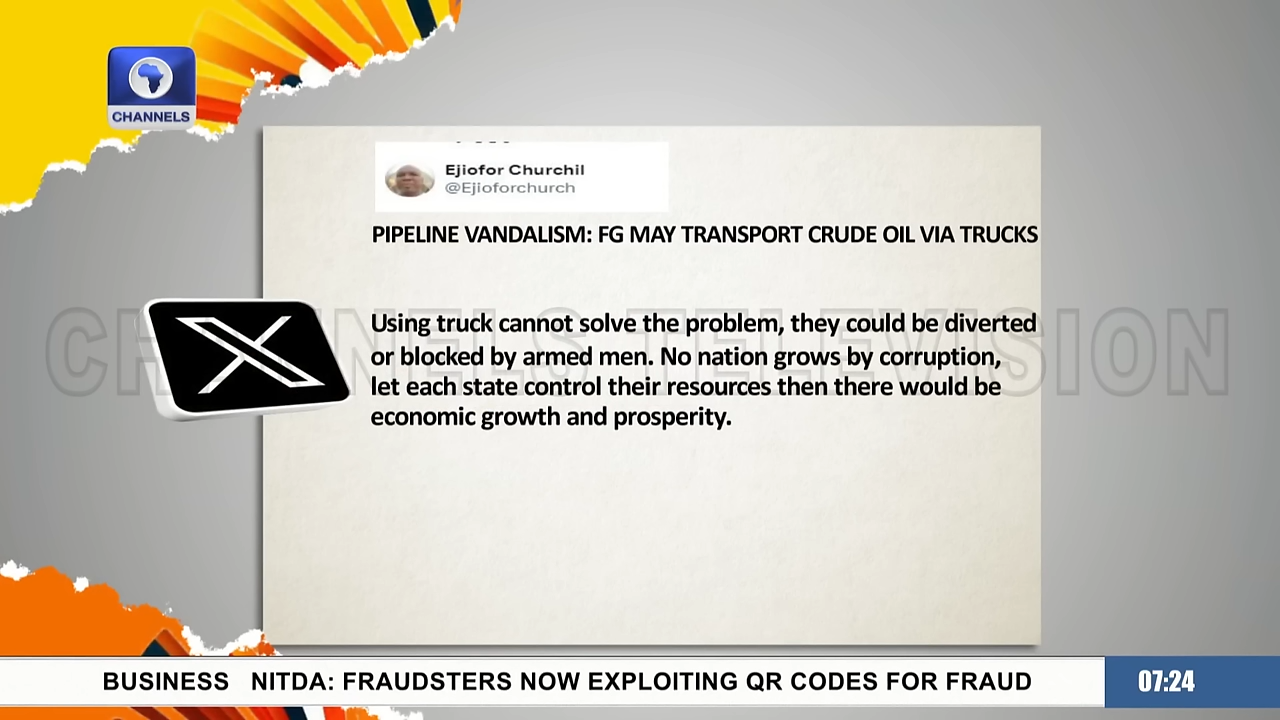 CHANNELS
Ejiofor Churchil
@Ejioforchurch
PIPELINE VANDALISM: FG MAY TRANSPORT CRUDE OIL VIA TRUCKS
CHANNELS TELEVISION
Using truck cannot solve the problem, they could be diverted
or blocked by armed men. No nation grows by corruption,
let each state control their resources then there would be
economic growth and prosperity.
BUSINESS NITDA: FRAUDSTERS NOW EXPLOITING QR CODES FOR FRAUD
07:24